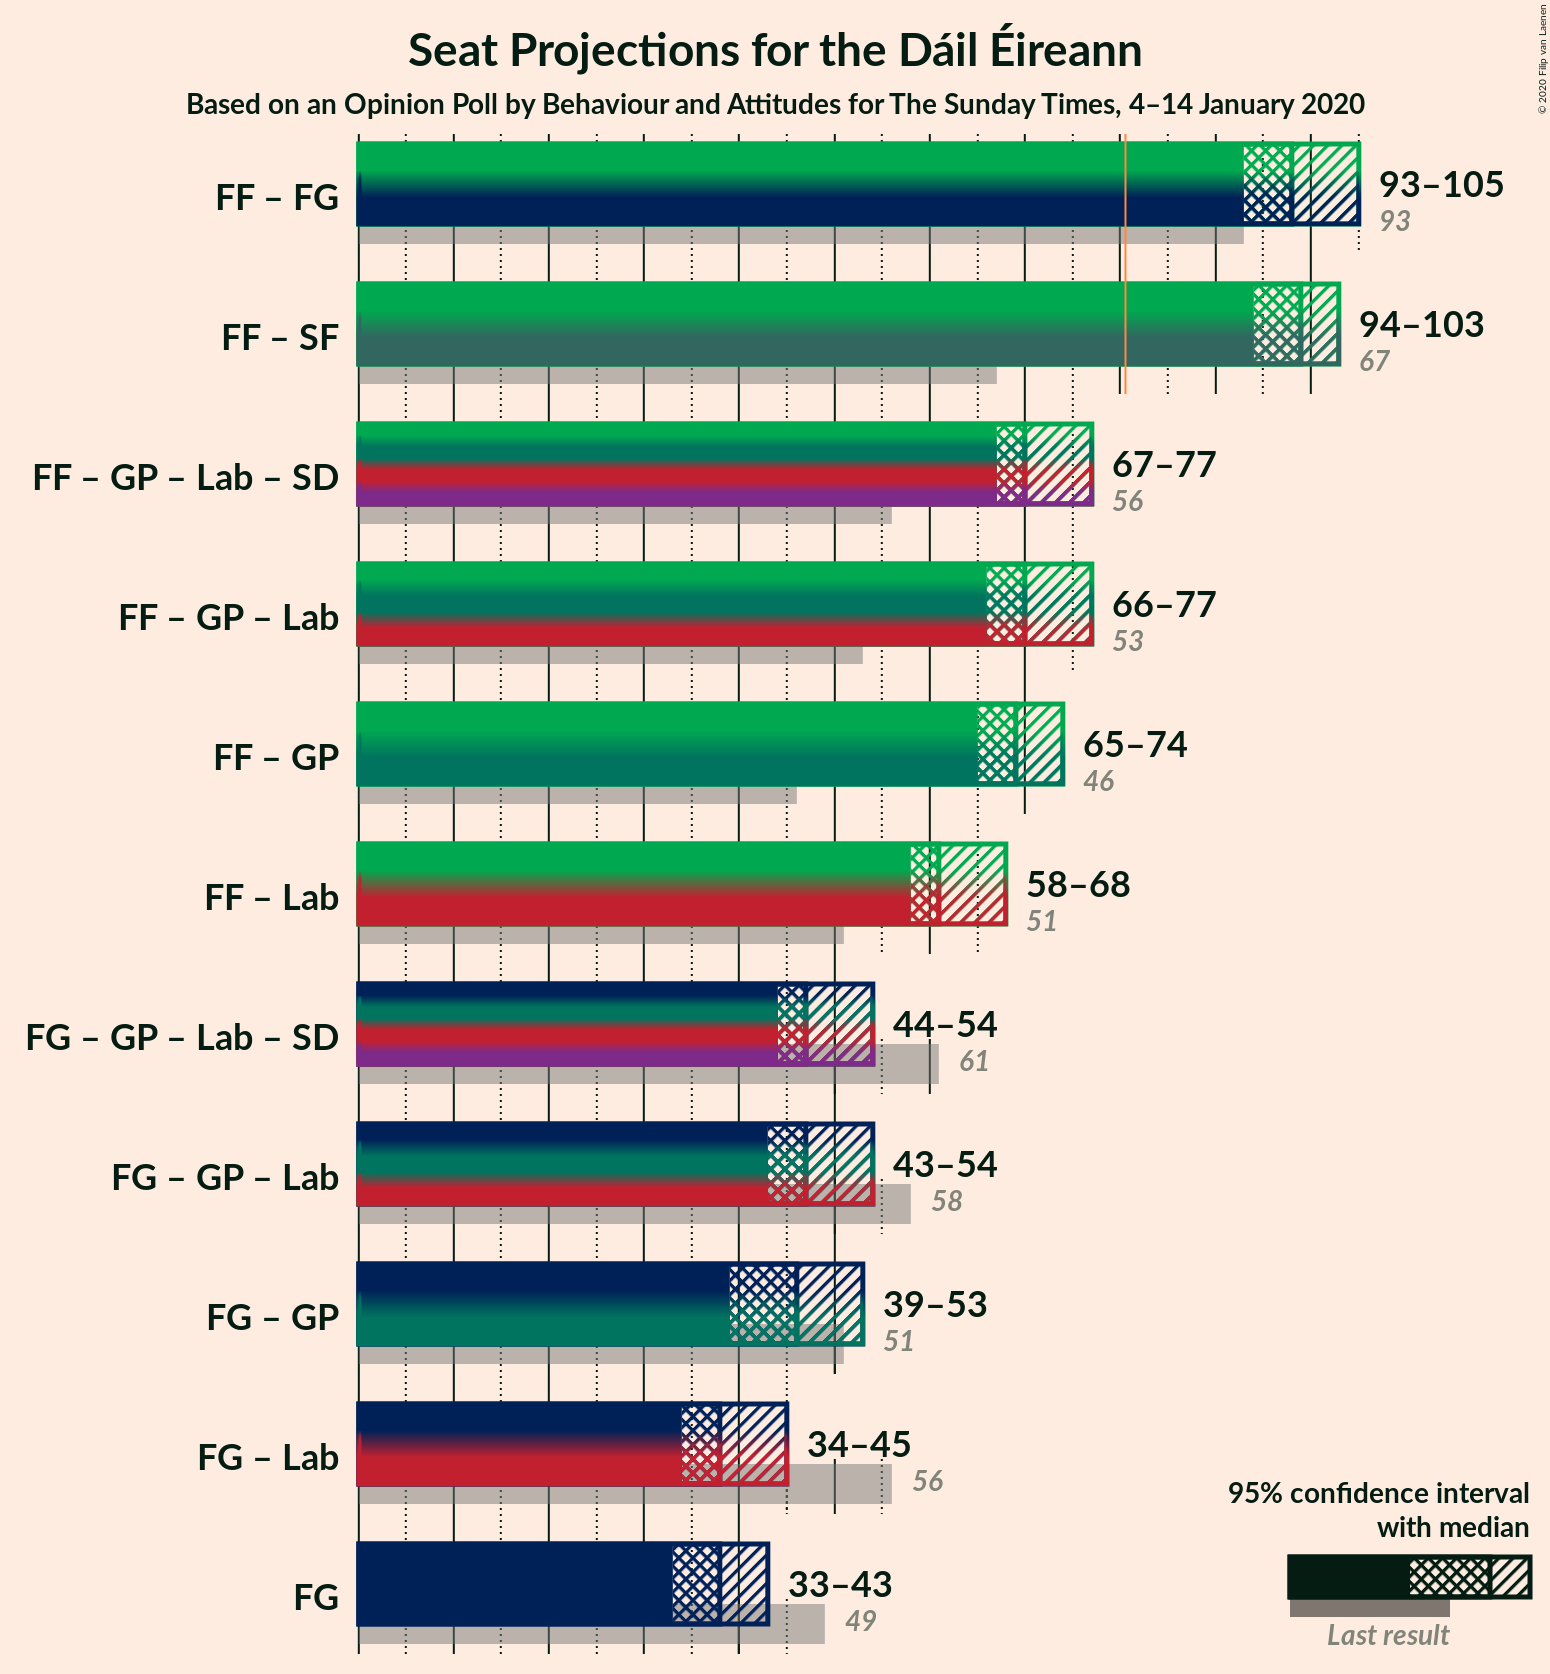 Seat Projections for the Dáil Éireann
Based on an Opinion Poll by Behaviour and Attitudes for The Sunday Times, 4–14 January 2020
© 2020 Filip van Laenen
FF – FG
93–105
93
FF – SF
94–103
67
FF – GP – Lab – SD
67–77
56
FF – GP – Lab
66–77
53
FF – GP
65–74
46
FF – Lab
58–68
51
FG – GP – Lab – SD
44–54
61
FG – GP – Lab
43–54
58
FG – GP
39–53
51
FG – Lab
34–45
56
FG
33–43
49
95% confidence interval
with median
Last result